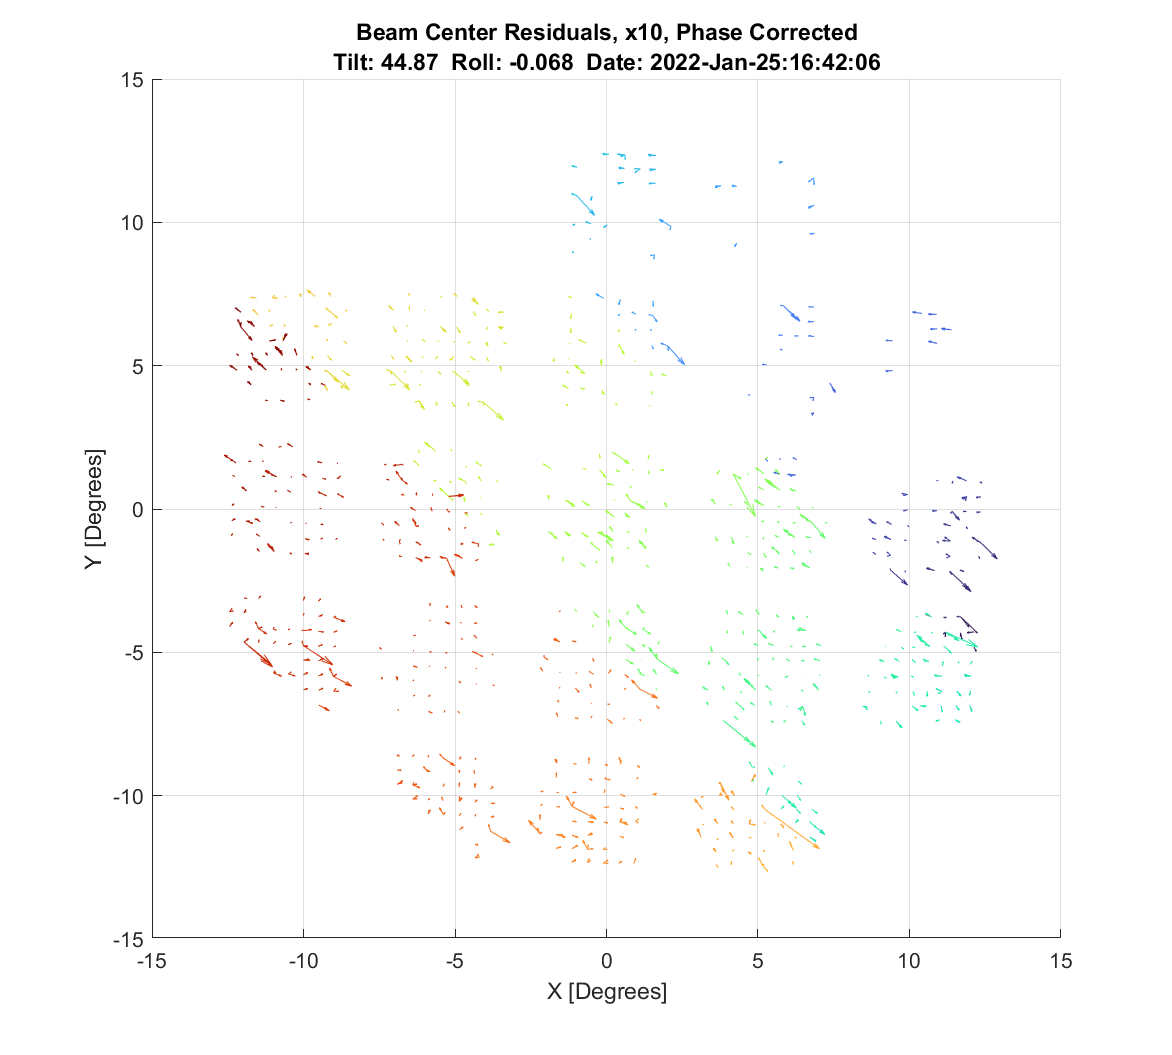 Beam Center Residuals, x10, Phase Corrected
Tilt: 44.87 Roll: -0.068 Date: 2022-Jan-25:16:42:06
15
10
5
0
-5
-10
-15
Y [Degrees]
-15 -10 -5 0 5 10 15
X [Degrees]